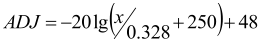 ADJ = −20lg(x/0.328 + 250) + 48